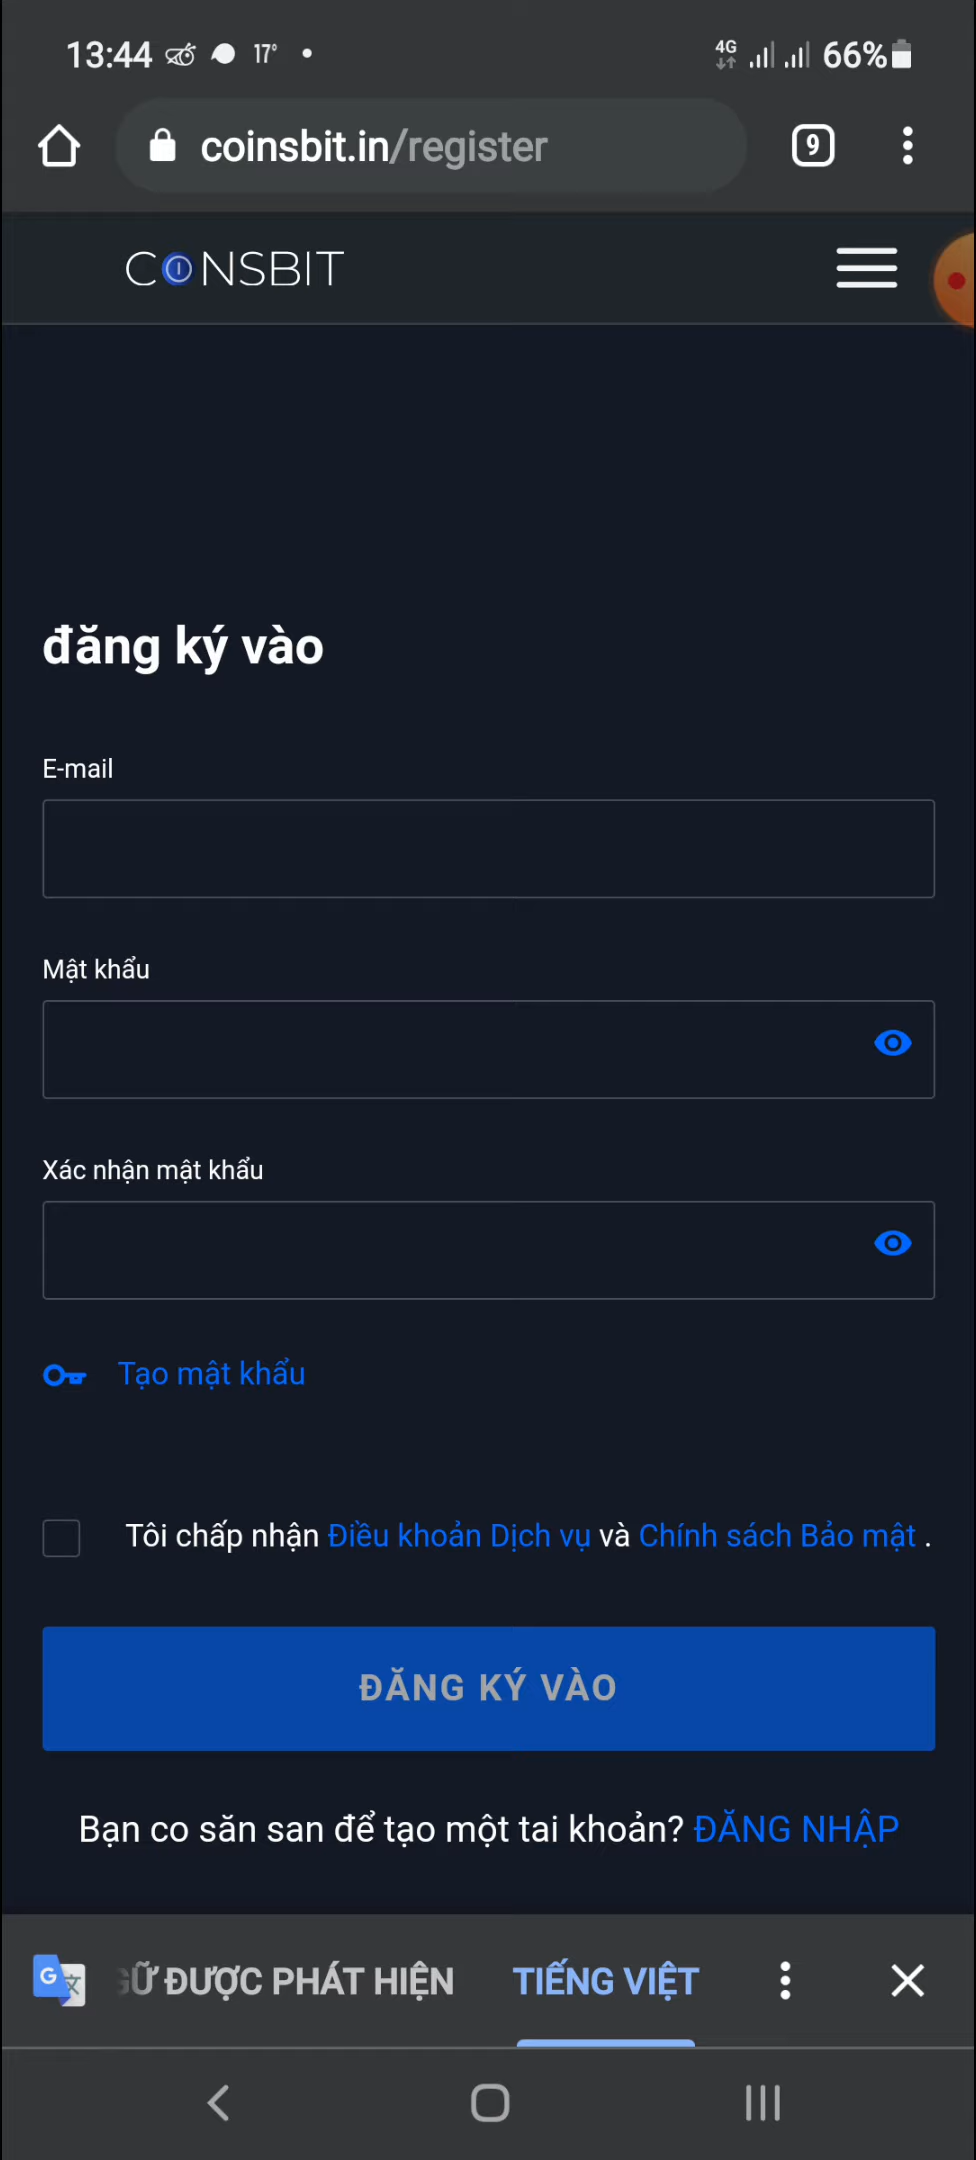 13:44 17° 4G 66%
coinsbit.in/register 9
COINSBIT
đăng ký vào
E-mail
Mật khẩu
Xác nhận mật khẩu
Tạo mật khẩu
Tôi chấp nhận Điều khoản Dịch vụ và Chính sách Bảo mật .
ĐĂNG KÝ VÀO
Bạn co săn san để tạo một tai khoản? ĐĂNG NHẬP
GỮ ĐƯỢC PHÁT HIỆN TIẾNG VIỆT